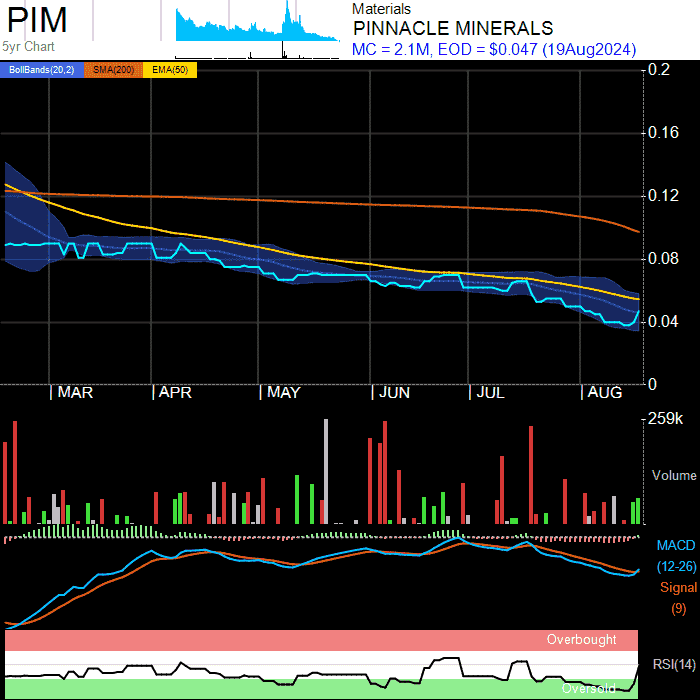 PIM
5yr Chart
Materials
PINNACLE MINERALS
MC = 2.1M, EOD = $0.047 (19Aug2024)
BollBands(20,2) SMA(200) EMA(50)
0.2
0.16
0.12
0.08
0.04
0
MAR APR MAY JUN JUL AUG
259k
Volume
MACD
(12-26)
Signal
(9)
Overbought
RSI(14)
Oversold